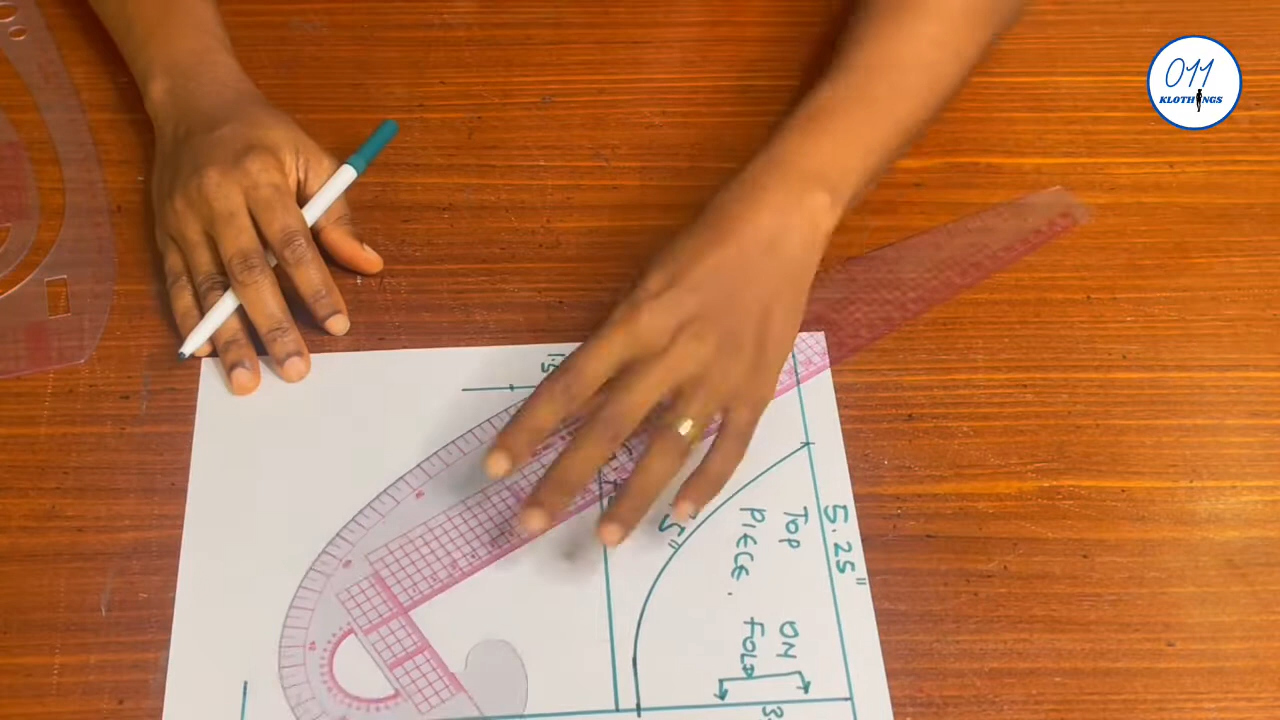 011
KLOTHINGS
5.25"
TOP ON
PIECE. FOLD
5"